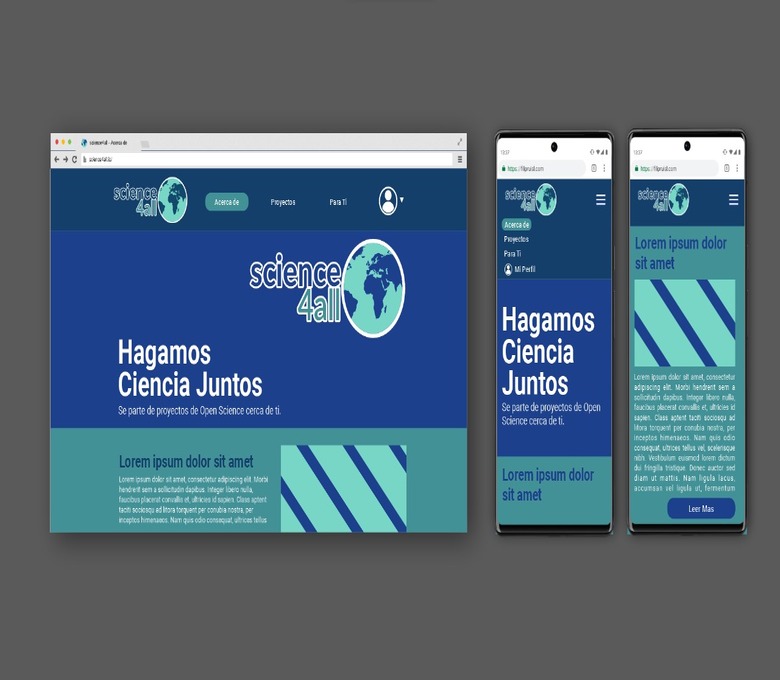 science4all - Acerca de
science4all.io
science
4all
Acerca de
Proyectos
Para Ti
science
4all
Hagamos
Ciencia Juntos
Se parte de proyectos de Open Science cerca de ti.
Lorem ipsum dolor sit amet
Lorem ipsum dolor sit amet, consectetur adipiscing elit. Morbi
hendrerit sem a sollicitudin dapibus. Integer libero nulla,
faucibus placerat convallis et, ultricies id sapien. Class aptent
taciti sociosqu ad litora torquent per conubia nostra, per
inceptos himenaeos. Nam quis odio consequat, ultrices tellus
https://
science
4all
Acerca de
Proyectos
Para Ti
Mi Perfil
Hagamos
Ciencia
Juntos
Se parte de proyectos de Open
Science cerca de ti.
Lorem ipsum dolor
sit amet
https://
science
4all
Lorem ipsum dolor
sit amet
Lorem ipsum dolor sit amet, consectetur
adipiscing elit. Morbi hendrerit sem a
sollicitudin dapibus. Integer libero nulla,
faucibus placerat convallis et, ultricies id
sapien. Class aptent taciti sociosqu ad
litora torquent per conubia nostra, per
inceptos himenaeos. Nam quis odio
consequat, ultrices tellus quis, scelerisque
nibh. Vestibulum euismod lorem dictum
dui fringilla tristique. Donec auctor sed
diam ut mattis. Nam ligula lacus,
accumsan vel ligula ut, fermentum
Leer Mas